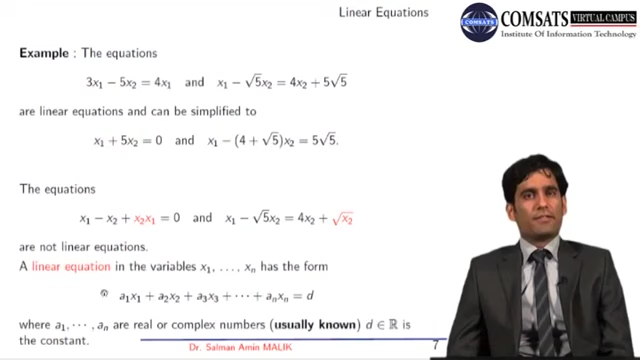 Linear Equations
COMSATS VIRTUAL CAMPUS
Institute Of Information Technology
Example : The equations
3x₁ − 5x₂ = 4x₁ and x₁ − √5x₂ = 4x₂ + 5√5
are linear equations and can be simplified to
x₁ + 5x₂ = 0 and x₁ − (4 + √5)x₂ = 5√5.
The equations
x₁ − x₂ + x₂x₁ = 0 and x₁ − √5x₂ = 4x₂ + √x₂
are not linear equations.
A linear equation in the variables x₁, . . . , xₙ has the form
a₁x₁ + a₂x₂ + a₃x₃ + ··· + aₙxₙ = d
where a₁, ··· , aₙ are real or complex numbers (usually known) d ∈ ℝ is
the constant.
Dr. Salman Amin MALIK
7